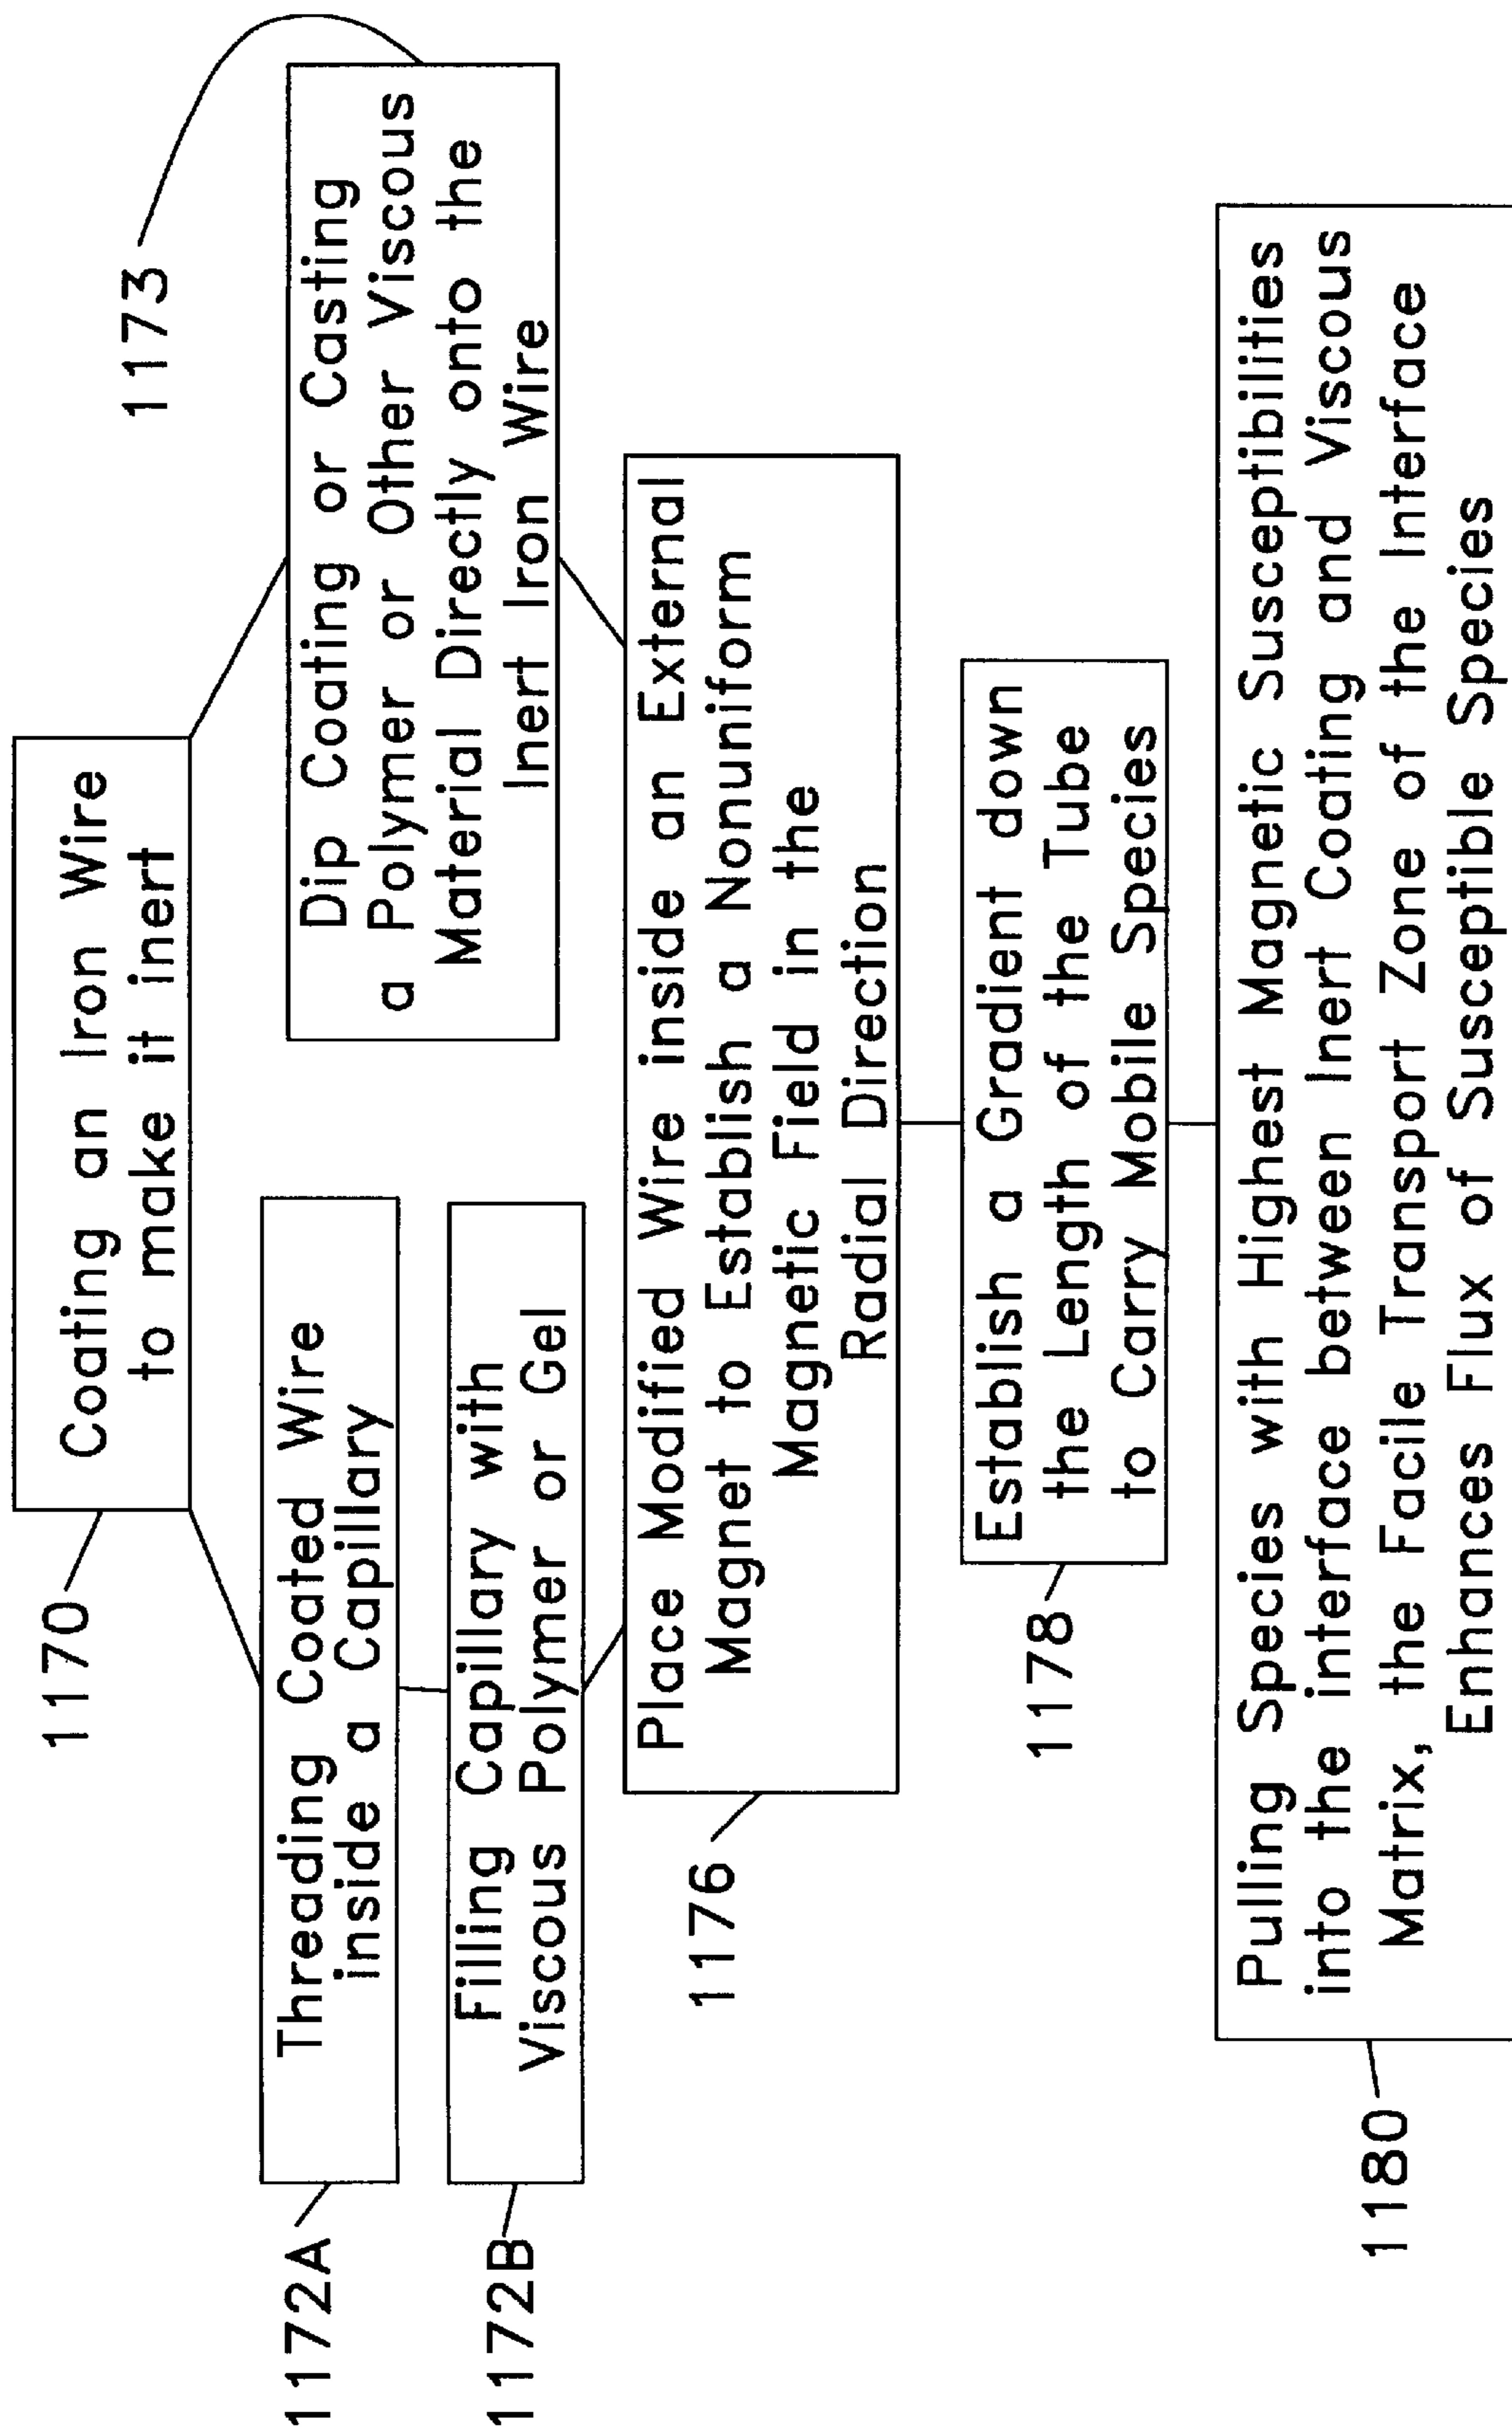 1170
Coating an Iron Wire
to make it inert
1173
1172A
Threading Coated Wire
inside a Capillary
Dip Coating or Casting
a Polymer or Other Viscous
Material Directly onto the
Inert Iron Wire
1172B
Filling Capillary with
Viscous Polymer or Gel
1176
Place Modified Wire inside an External
Magnet to Establish a Nonuniform
Magnetic Field in the
Radial Direction
1178
Establish a Gradient down
the Length of the Tube
to Carry Mobile Species
1180
Pulling Species with Highest Magnetic Susceptibilities
into the interface between Inert Coating and Viscous
Matrix, the Facile Transport Zone of the Interface
Enhances Flux of Susceptible Species